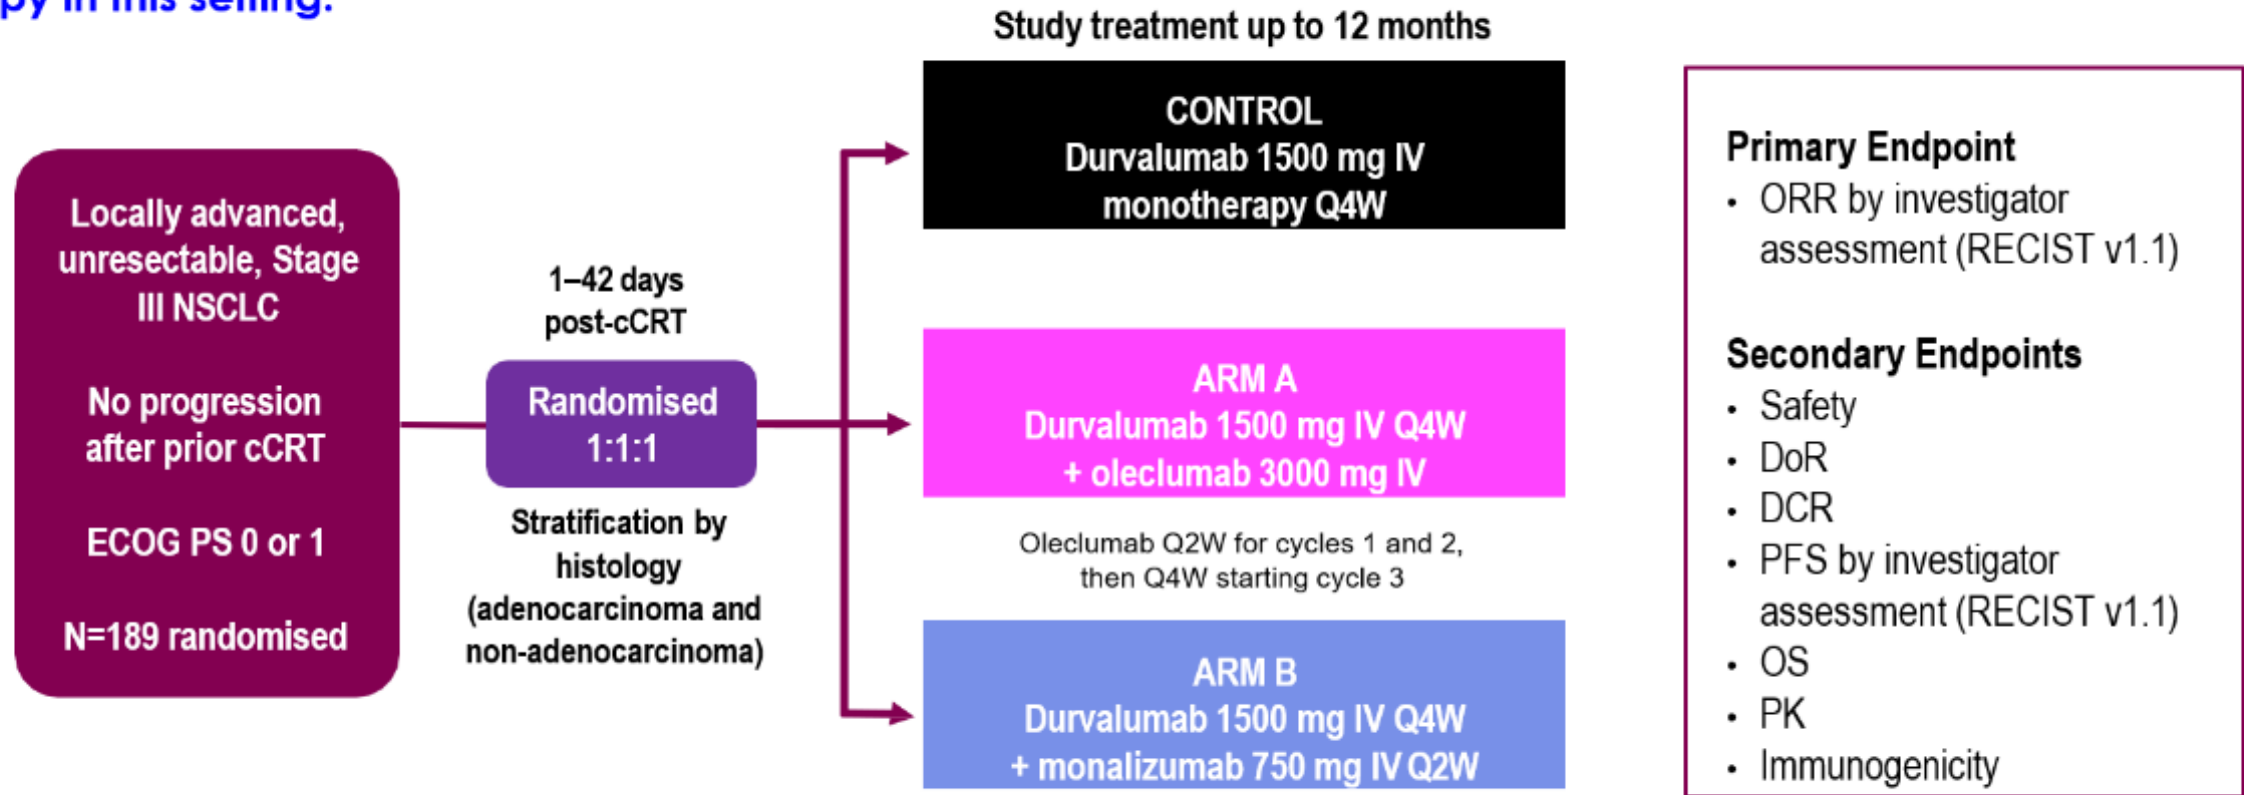 in this setting.
Study treatment up to 12 months
Locally advanced,
unresectable, Stage
III NSCLC
No progression
after prior cCRT
ECOG PS 0 or 1
N=189 randomised
1–42 days
post-cCRT
Randomised
1:1:1
Stratification by
histology
(adenocarcinoma and
non-adenocarcinoma)
CONTROL
Durvalumab 1500 mg IV
monotherapy Q4W
ARM A
Durvalumab 1500 mg IV Q4W
+ oleclumab 3000 mg IV
Oleclumab Q2W for cycles 1 and 2,
then Q4W starting cycle 3
ARM B
Durvalumab 1500 mg IV Q4W
+ monalizumab 750 mg IV Q2W
Primary Endpoint
• ORR by investigator
assessment (RECIST v1.1)
Secondary Endpoints
• Safety
• DoR
• DCR
• PFS by investigator
assessment (RECIST v1.1)
• OS
• PK
• Immunogenicity